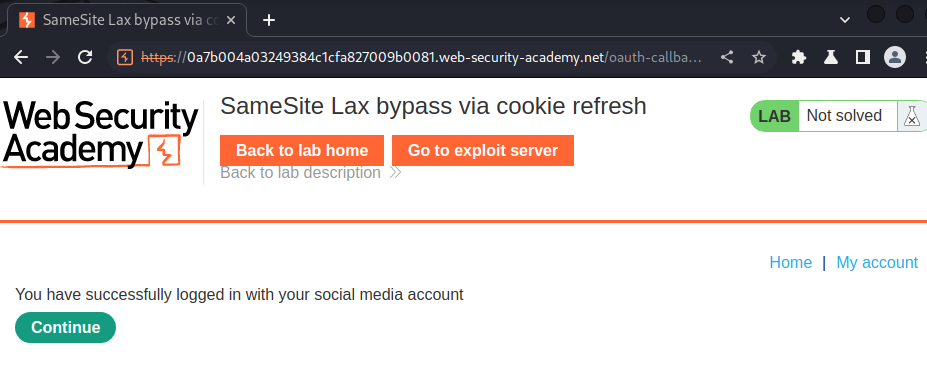 SameSite Lax bypass via co
https://0a7b004a03249384c1cfa827009b0081.web-security-academy.net/oauth-callba...
Web Security
Academy
SameSite Lax bypass via cookie refresh
LAB Not solved
Back to lab home Go to exploit server
Back to lab description
Home | My account
You have successfully logged in with your social media account
Continue